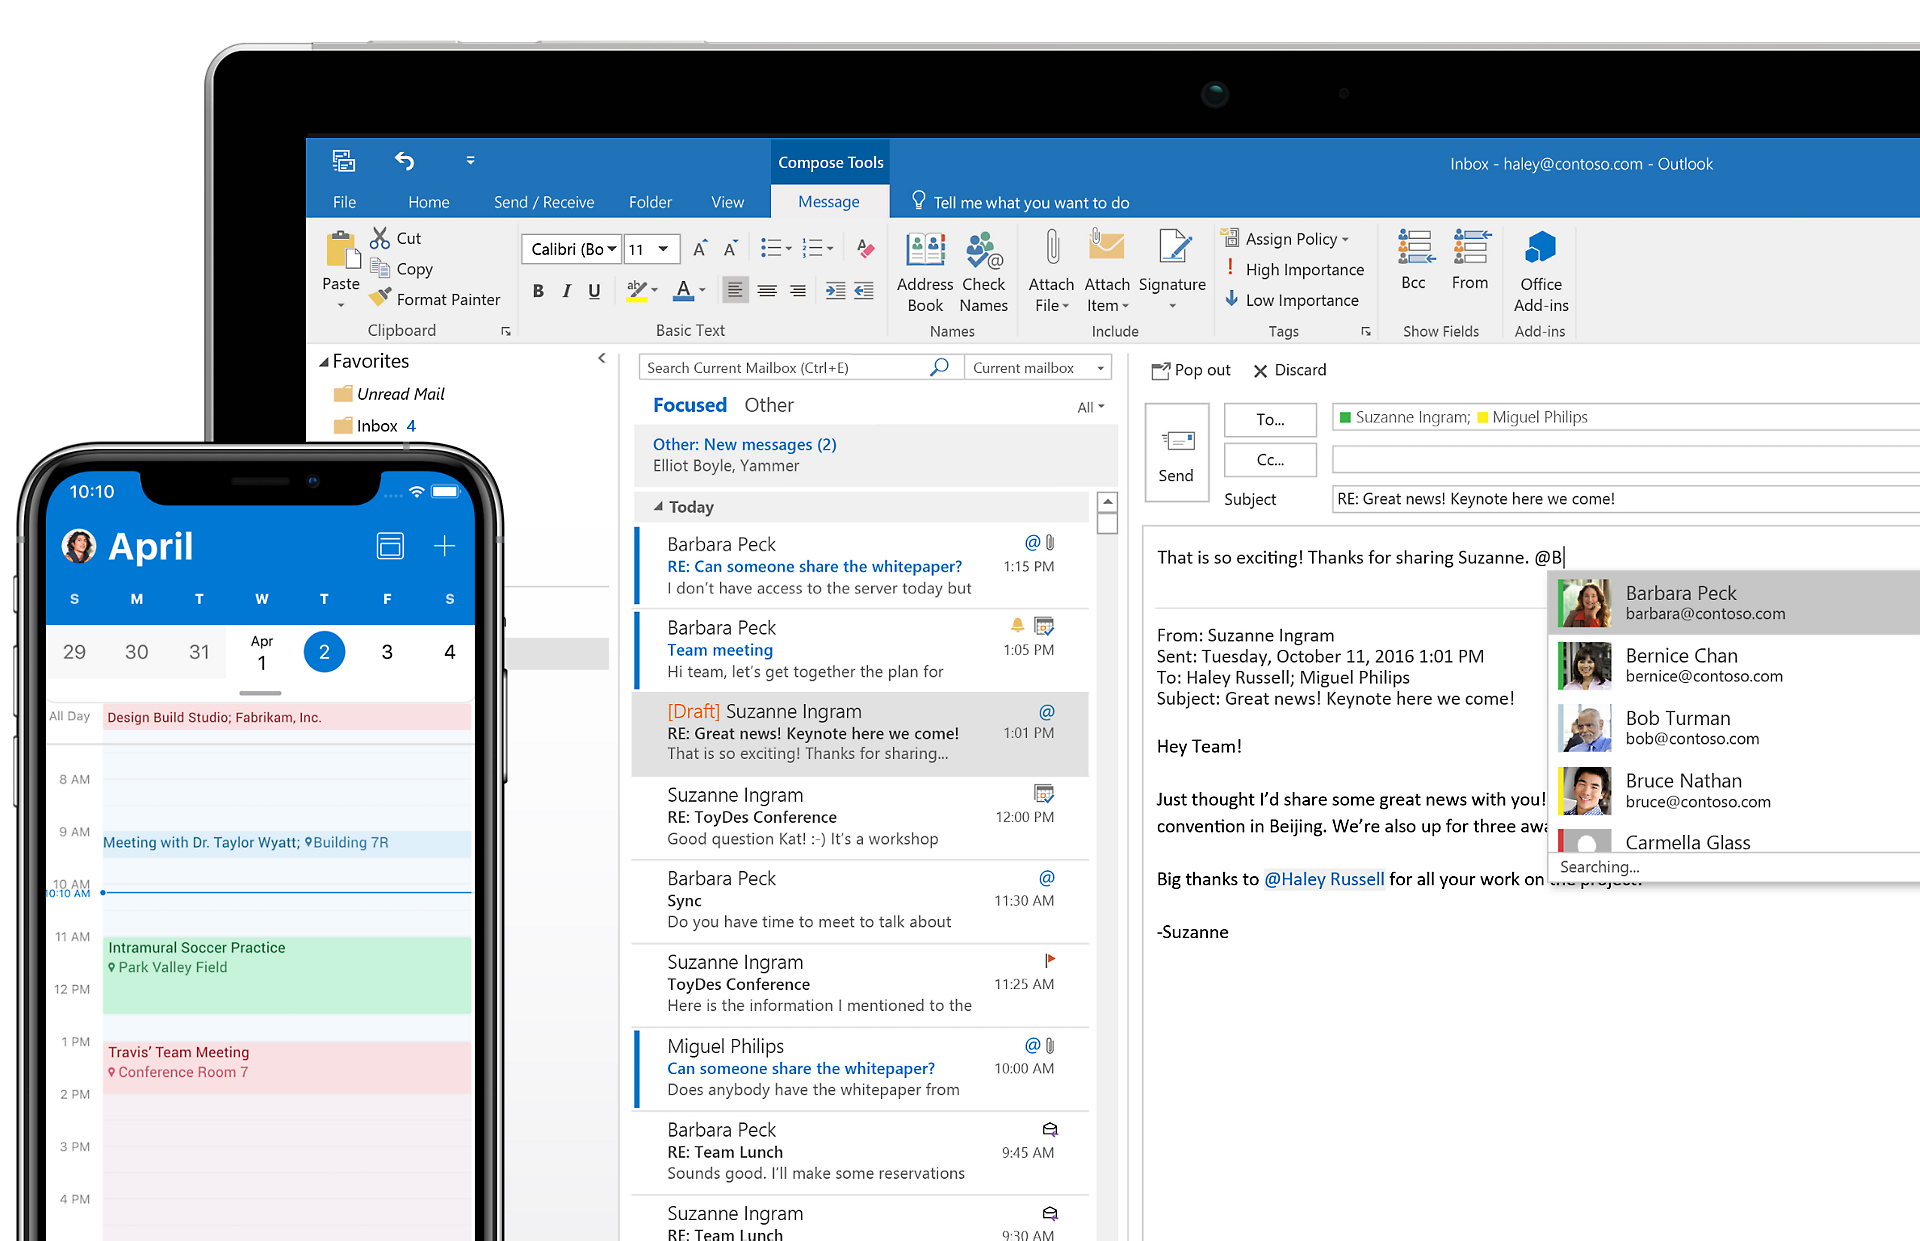 Compose Tools
Inbox - haley@contoso.com - Outlook
File Home Send / Receive Folder View Message Tell me what you want to do
Paste
Cut
Copy
Format Painter
Clipboard
Calibri (Bo 11
B I U
Basic Text
Address Book
Check Names
Names
Attach File
Attach Item
Signature
Include
Assign Policy
High Importance
Low Importance
Tags
Bcc
From
Show Fields
Office Add-ins
Add-ins
Favorites
Unread Mail
Inbox 4
Search Current Mailbox (Ctrl+E) Current mailbox
Focused Other All
Other: New messages (2)
Elliot Boyle, Yammer
Today
Barbara Peck
RE: Can someone share the whitepaper? 1:15 PM
I don't have access to the server today but
Barbara Peck
Team meeting 1:05 PM
Hi team, let's get together the plan for
[Draft] Suzanne Ingram
RE: Great news! Keynote here we come! 1:01 PM
That is so exciting! Thanks for sharing...
Suzanne Ingram
RE: ToyDes Conference 12:00 PM
Good question Kat! :-) It's a workshop
Barbara Peck
Sync 11:30 AM
Do you have time to meet to talk about
Suzanne Ingram
ToyDes Conference 11:25 AM
Here is the information I mentioned to the
Miguel Philips
Can someone share the whitepaper? 10:00 AM
Does anybody have the whitepaper from
Barbara Peck
RE: Team Lunch 9:45 AM
Sounds good. I'll make some reservations
Suzanne Ingram
RE: Team Lunch 9:30 AM
Pop out Discard
Send
To... Suzanne Ingram; Miguel Philips
Cc...
Subject RE: Great news! Keynote here we come!
That is so exciting! Thanks for sharing Suzanne. @B
Barbara Peck
barbara@contoso.com
Bernice Chan
bernice@contoso.com
Bob Turman
bob@contoso.com
Bruce Nathan
bruce@contoso.com
Carmella Glass
Searching...
From: Suzanne Ingram
Sent: Tuesday, October 11, 2016 1:01 PM
To: Haley Russell; Miguel Philips
Subject: Great news! Keynote here we come!
Hey Team!
Just thought I'd share some great news with you!
convention in Beijing. We're also up for three
Big thanks to @Haley Russell for all your work on the project!
-Suzanne
10:10
April
S M T W T F S
29 30 31 Apr 1 2 3 4
All Day Design Build Studio; Fabrikam, Inc.
8 AM
9 AM
Meeting with Dr. Taylor Wyatt; Building 7R
10 AM
10:10 AM
11 AM
Intramural Soccer Practice
Park Valley Field
12 PM
1 PM
Travis' Team Meeting
Conference Room 7
2 PM
3 PM
4 PM